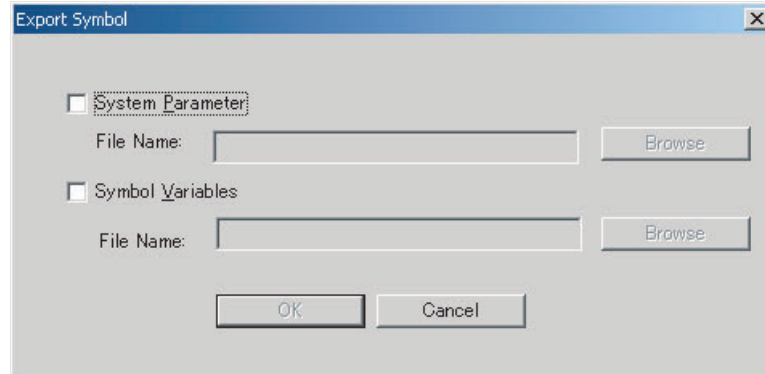 Export Symbol
System Parameter
File Name: Browse
Symbol Variables
File Name: Browse
OK Cancel